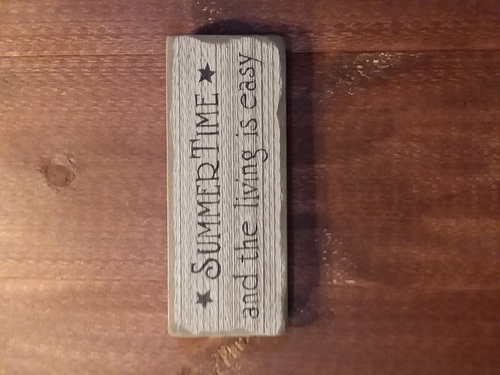 ★ SUMMERTIME ★
and the living is easy